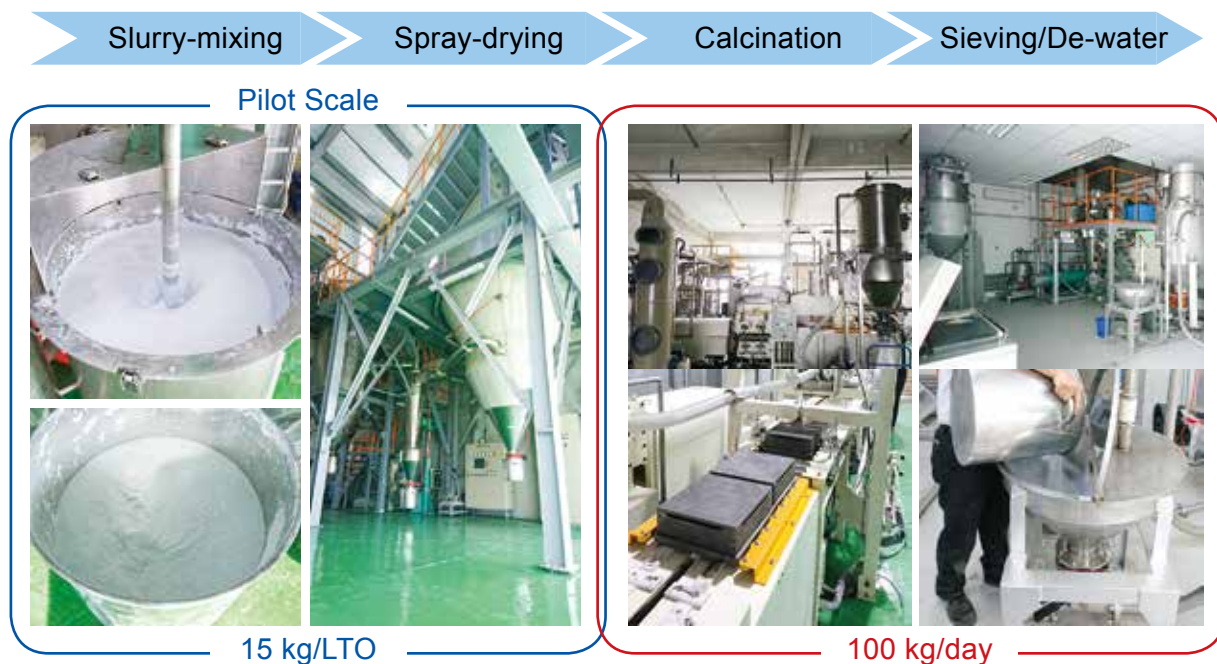 Slurry-mixing
Spray-drying
Calcination
Sieving/De-water
Pilot Scale
15 kg/LTO
100 kg/day